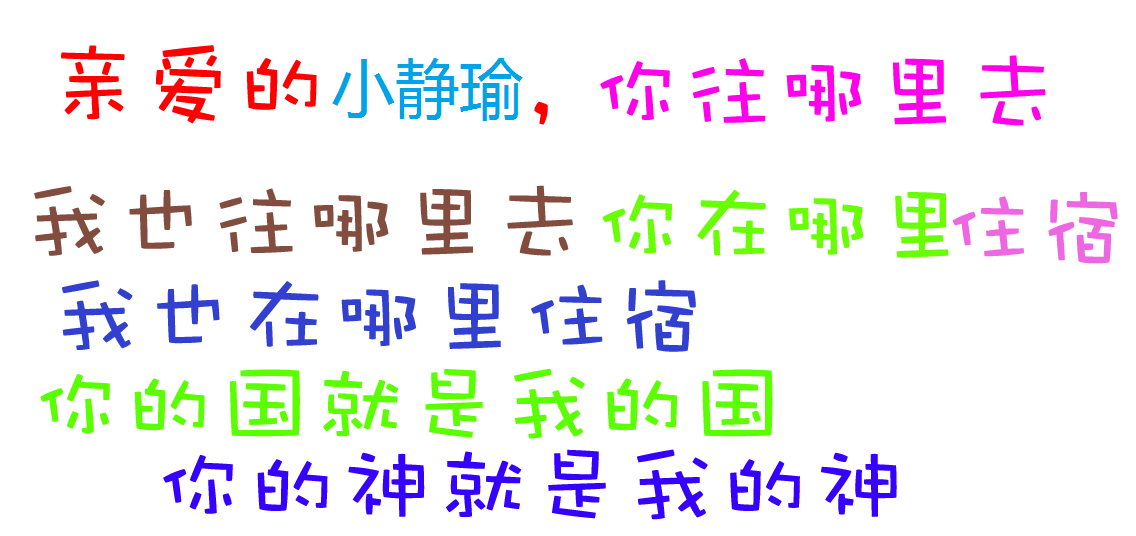 亲爱的小静瑜，你往哪里去
我也往哪里去你在哪里住宿
我也在哪里住宿
你的国就是我的国
你的神就是我的神